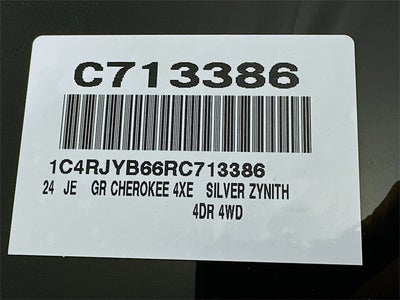 C713386
1C4RJYB66RC713386
24 JE GR CHEROKEE 4XE SILVER ZYNITH
4DR 4WD